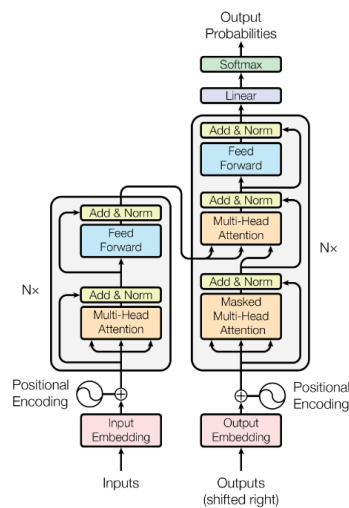 Output
Probabilities
Softmax
Linear
Add & Norm
Feed
Forward
Add & Norm
Multi-Head
Attention
Nx
Add & Norm
Masked
Multi-Head
Attention
Positional
Encoding
Output
Embedding
Outputs
(shifted right)
Add & Norm
Feed
Forward
Nx
Add & Norm
Multi-Head
Attention
Positional
Encoding
Input
Embedding
Inputs